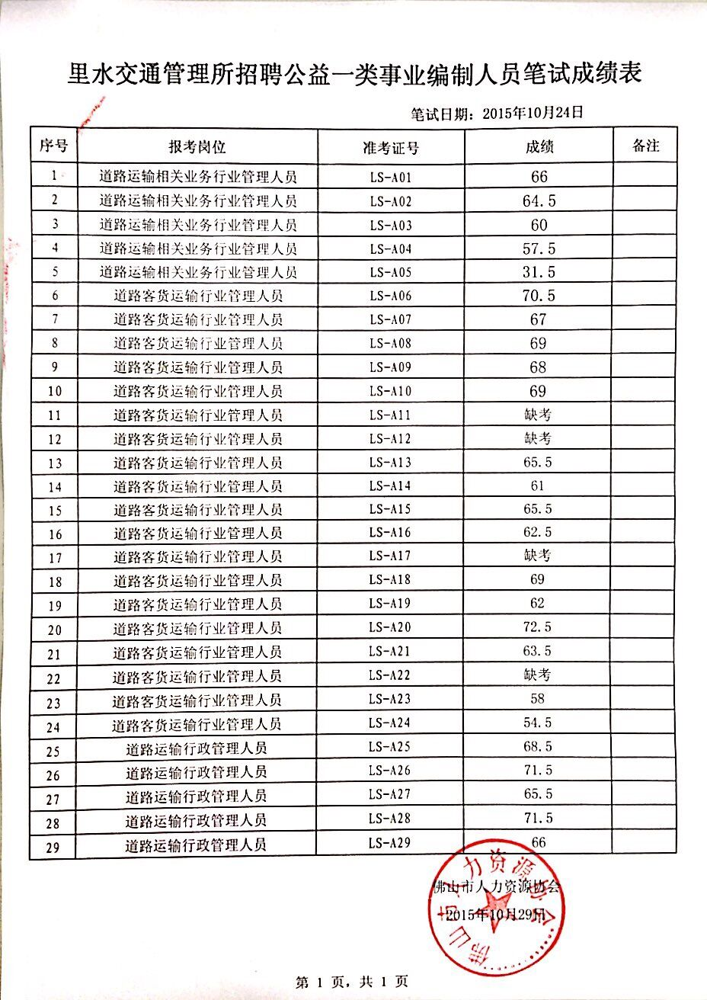 里水交通管理所招聘公益一类事业编制人员笔试成绩表
笔试日期：2015年10月24日
序号 报考岗位 准考证号 成绩 备注
1 道路运输相关业务行业管理人员 LS-A01 66
2 道路运输相关业务行业管理人员 LS-A02 64.5
3 道路运输相关业务行业管理人员 LS-A03 60
4 道路运输相关业务行业管理人员 LS-A04 57.5
5 道路运输相关业务行业管理人员 LS-A05 31.5
6 道路客货运输行业管理人员 LS-A06 70.5
7 道路客货运输行业管理人员 LS-A07 67
8 道路客货运输行业管理人员 LS-A08 69
9 道路客货运输行业管理人员 LS-A09 68
10 道路客货运输行业管理人员 LS-A10 69
11 道路客货运输行业管理人员 LS-A11 缺考
12 道路客货运输行业管理人员 LS-A12 缺考
13 道路客货运输行业管理人员 LS-A13 65.5
14 道路客货运输行业管理人员 LS-A14 61
15 道路客货运输行业管理人员 LS-A15 65.5
16 道路客货运输行业管理人员 LS-A16 62.5
17 道路客货运输行业管理人员 LS-A17 缺考
18 道路客货运输行业管理人员 LS-A18 69
19 道路客货运输行业管理人员 LS-A19 62
20 道路客货运输行业管理人员 LS-A20 72.5
21 道路客货运输行业管理人员 LS-A21 63.5
22 道路客货运输行业管理人员 LS-A22 缺考
23 道路客货运输行业管理人员 LS-A23 58
24 道路客货运输行业管理人员 LS-A24 54.5
25 道路运输行政管理人员 LS-A25 68.5
26 道路运输行政管理人员 LS-A26 71.5
27 道路运输行政管理人员 LS-A27 65.5
28 道路运输行政管理人员 LS-A28 71.5
29 道路运输行政管理人员 LS-A29 66
佛山市人力资源协会
佛山市人力资源协会
2015年10月29日
第 1 页，共 1 页